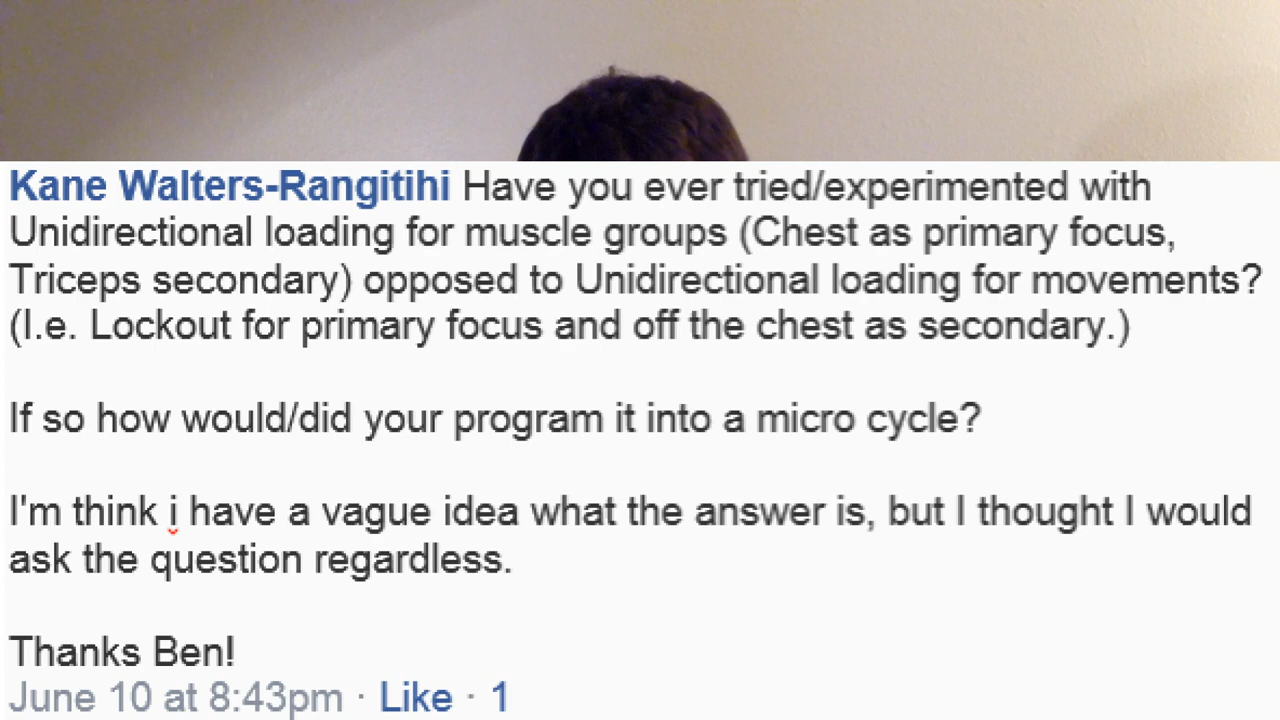 Kane Walters-Rangitihi Have you ever tried/experimented with
Unidirectional loading for muscle groups (Chest as primary focus,
Triceps secondary) opposed to Unidirectional loading for movements?
(I.e. Lockout for primary focus and off the chest as secondary.)
If so how would/did your program it into a micro cycle?
I'm think i have a vague idea what the answer is, but I thought I would
ask the question regardless.
Thanks Ben!
June 10 at 8:43pm · Like · 1